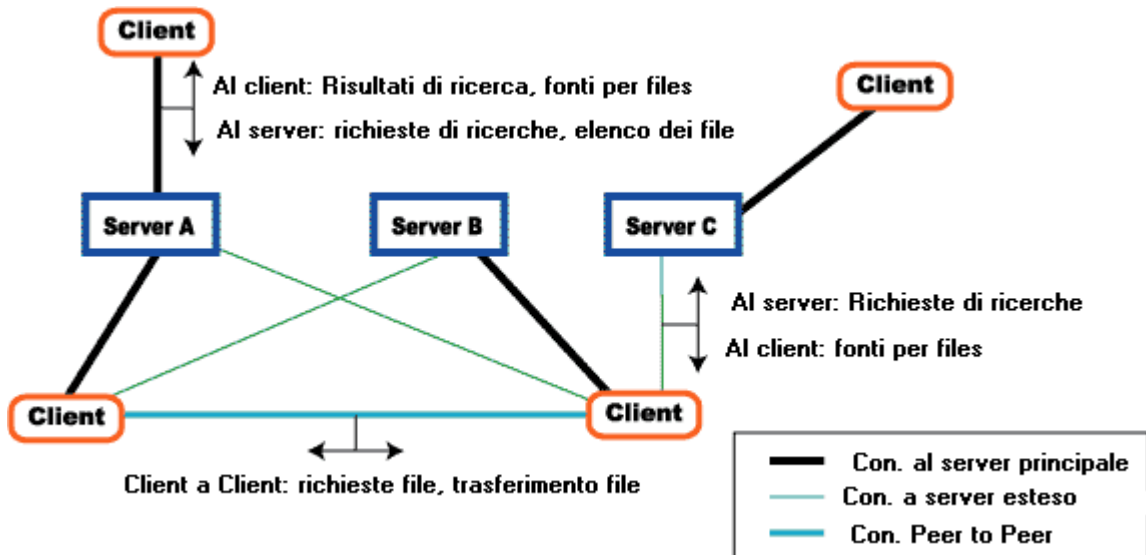 Client
Al client: Risultati di ricerca, fonti per files
Al server: richieste di ricerche, elenco dei file
Client
Server A
Server B
Server C
Al server: Richieste di ricerche
Al client: fonti per files
Client
Client
Client a Client: richieste file, trasferimento file
Con. al server principale
Con. a server esteso
Con. Peer to Peer